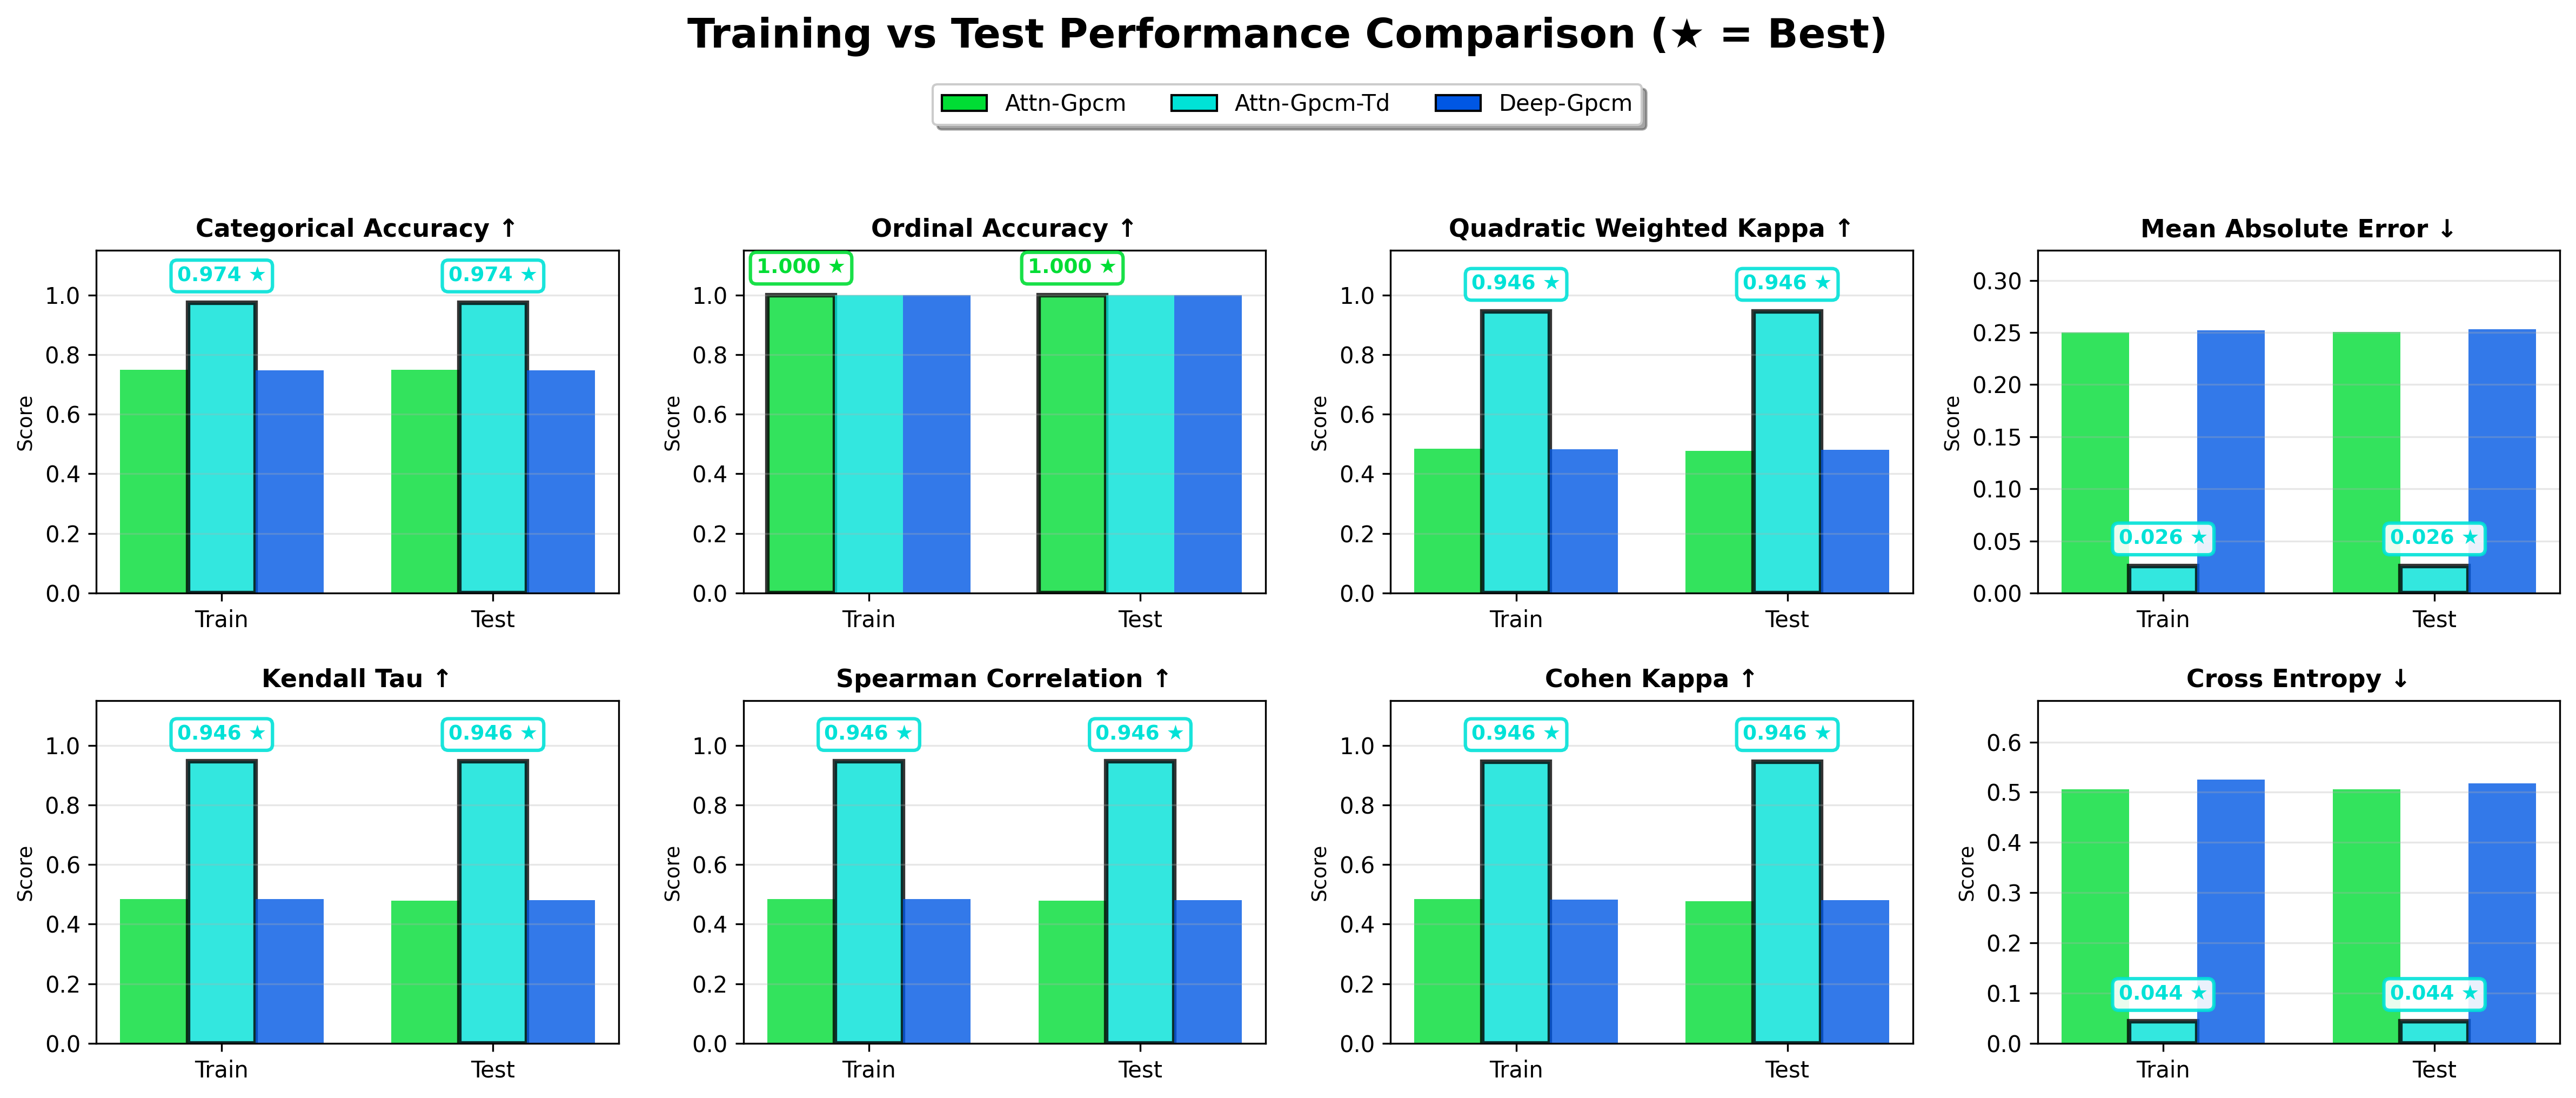 Training vs Test Performance Comparison (★ = Best)
Attn-Gpcm Attn-Gpcm-Td Deep-Gpcm
Categorical Accuracy ↑
0.974 ★ 0.974 ★
1.0
0.8
0.6
0.4
0.2
0.0
Score
Train Test
Ordinal Accuracy ↑
1.000 ★ 1.000 ★
1.0
0.8
0.6
0.4
0.2
0.0
Score
Train Test
Quadratic Weighted Kappa ↑
0.946 ★ 0.946 ★
1.0
0.8
0.6
0.4
0.2
0.0
Score
Train Test
Mean Absolute Error ↓
0.30
0.25
0.20
0.15
0.10
0.05
0.00
Score
0.026 ★ 0.026 ★
Train Test
Kendall Tau ↑
0.946 ★ 0.946 ★
1.0
0.8
0.6
0.4
0.2
0.0
Score
Train Test
Spearman Correlation ↑
0.946 ★ 0.946 ★
1.0
0.8
0.6
0.4
0.2
0.0
Score
Train Test
Cohen Kappa ↑
0.946 ★ 0.946 ★
1.0
0.8
0.6
0.4
0.2
0.0
Score
Train Test
Cross Entropy ↓
0.6
0.5
0.4
0.3
0.2
0.1
0.0
Score
0.044 ★ 0.044 ★
Train Test